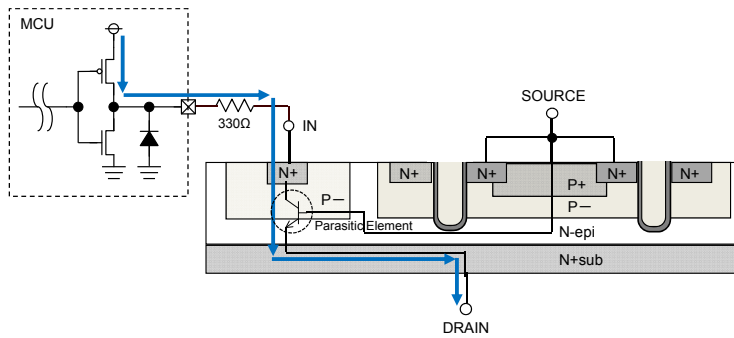 MCU
330Ω
IN
SOURCE
N+
N+
N+
N+
N+
P+
P－
P－
Parasitic Element
N-epi
N+sub
DRAIN